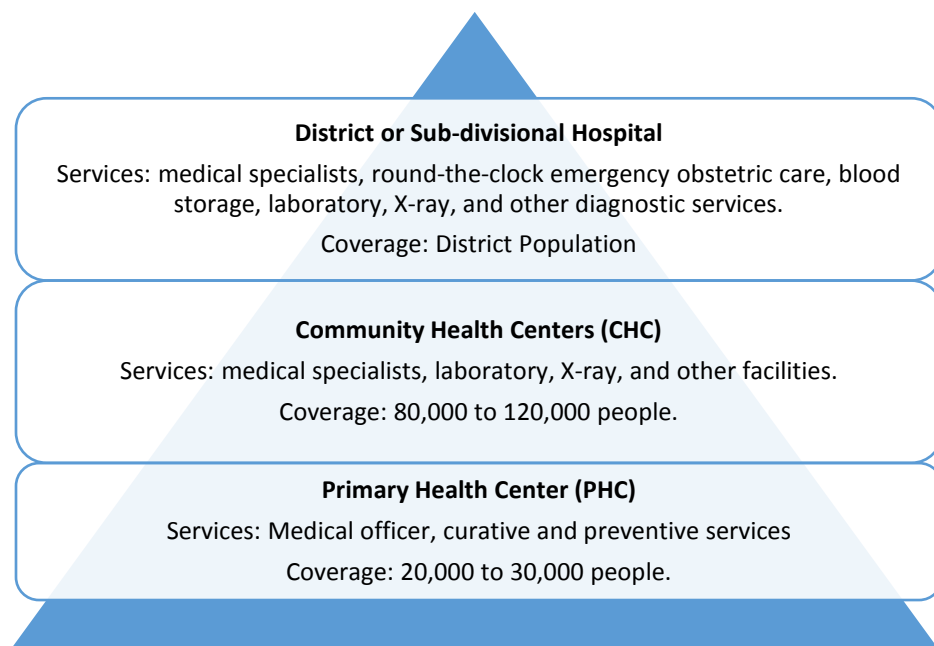 District or Sub-divisional Hospital
Services: medical specialists, round-the-clock emergency obstetric care, blood
storage, laboratory, X-ray, and other diagnostic services.
Coverage: District Population
Community Health Centers (CHC)
Services: medical specialists, laboratory, X-ray, and other facilities.
Coverage: 80,000 to 120,000 people.
Primary Health Center (PHC)
Services: Medical officer, curative and preventive services
Coverage: 20,000 to 30,000 people.